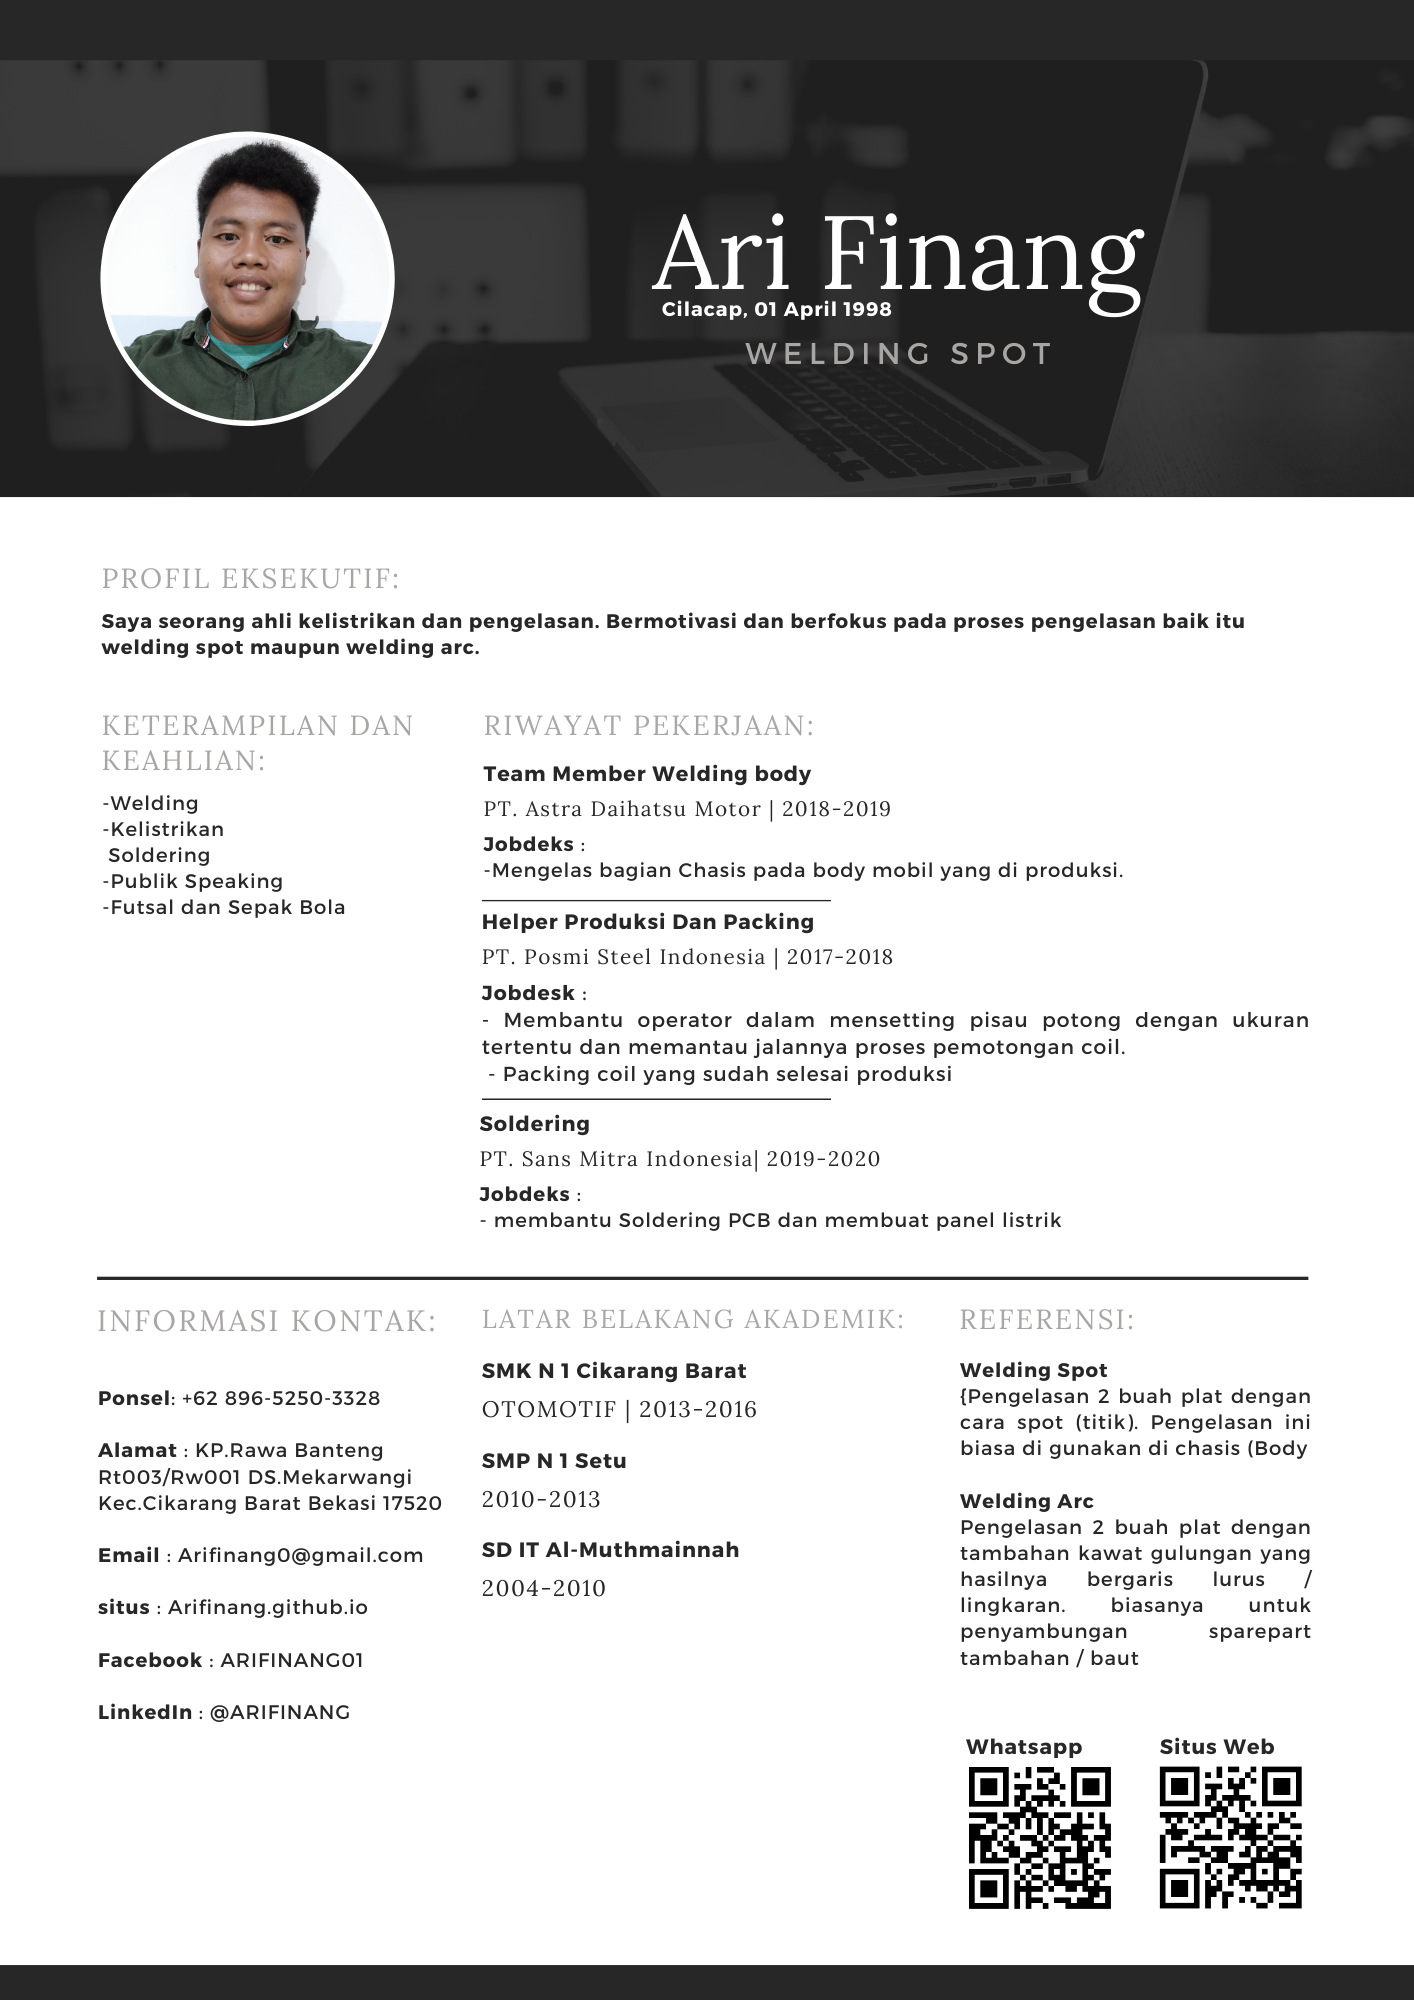 Ari Finang
Cilacap, 01 April 1998
WELDING SPOT
PROFIL EKSEKUTIF:
Saya seorang ahli kelistrikan dan pengelasan. Bermotivasi dan berfokus pada proses pengelasan baik itu
welding spot maupun welding arc.
KETERAMPILAN DAN
KEAHLIAN:
-Welding
-Kelistrikan
Soldering
-Publik Speaking
-Futsal dan Sepak Bola
RIWAYAT PEKERJAAN:
Team Member Welding body
PT. Astra Daihatsu Motor | 2018-2019
Jobdeks :
-Mengelas bagian Chasis pada body mobil yang di produksi.
Helper Produksi Dan Packing
PT. Posmi Steel Indonesia | 2017-2018
Jobdesk :
- Membantu operator dalam mensetting pisau potong dengan ukuran
tertentu dan memantau jalannya proses pemotongan coil.
- Packing coil yang sudah selesai produksi
Soldering
PT. Sans Mitra Indonesia| 2019-2020
Jobdeks :
- membantu Soldering PCB dan membuat panel listrik
INFORMASI KONTAK:
Ponsel: +62 896-5250-3328
Alamat : KP.Rawa Banteng
Rt003/Rw001 DS.Mekarwangi
Kec.Cikarang Barat Bekasi 17520
Email : Arifinang0@gmail.com
situs : Arifinang.github.io
Facebook : ARIFINANG01
LinkedIn : @ARIFINANG
LATAR BELAKANG AKADEMIK:
SMK N 1 Cikarang Barat
OTOMOTIF | 2013-2016
SMP N 1 Setu
2010-2013
SD IT Al-Muthmainnah
2004-2010
REFERENSI:
Welding Spot
{Pengelasan 2 buah plat dengan
cara spot (titik). Pengelasan ini
biasa di gunakan di chasis (Body
Welding Arc
Pengelasan 2 buah plat dengan
tambahan kawat gulungan yang
hasilnya bergaris lurus /
lingkaran. biasanya untuk
penyambungan sparepart
tambahan / baut
Whatsapp
Situs Web